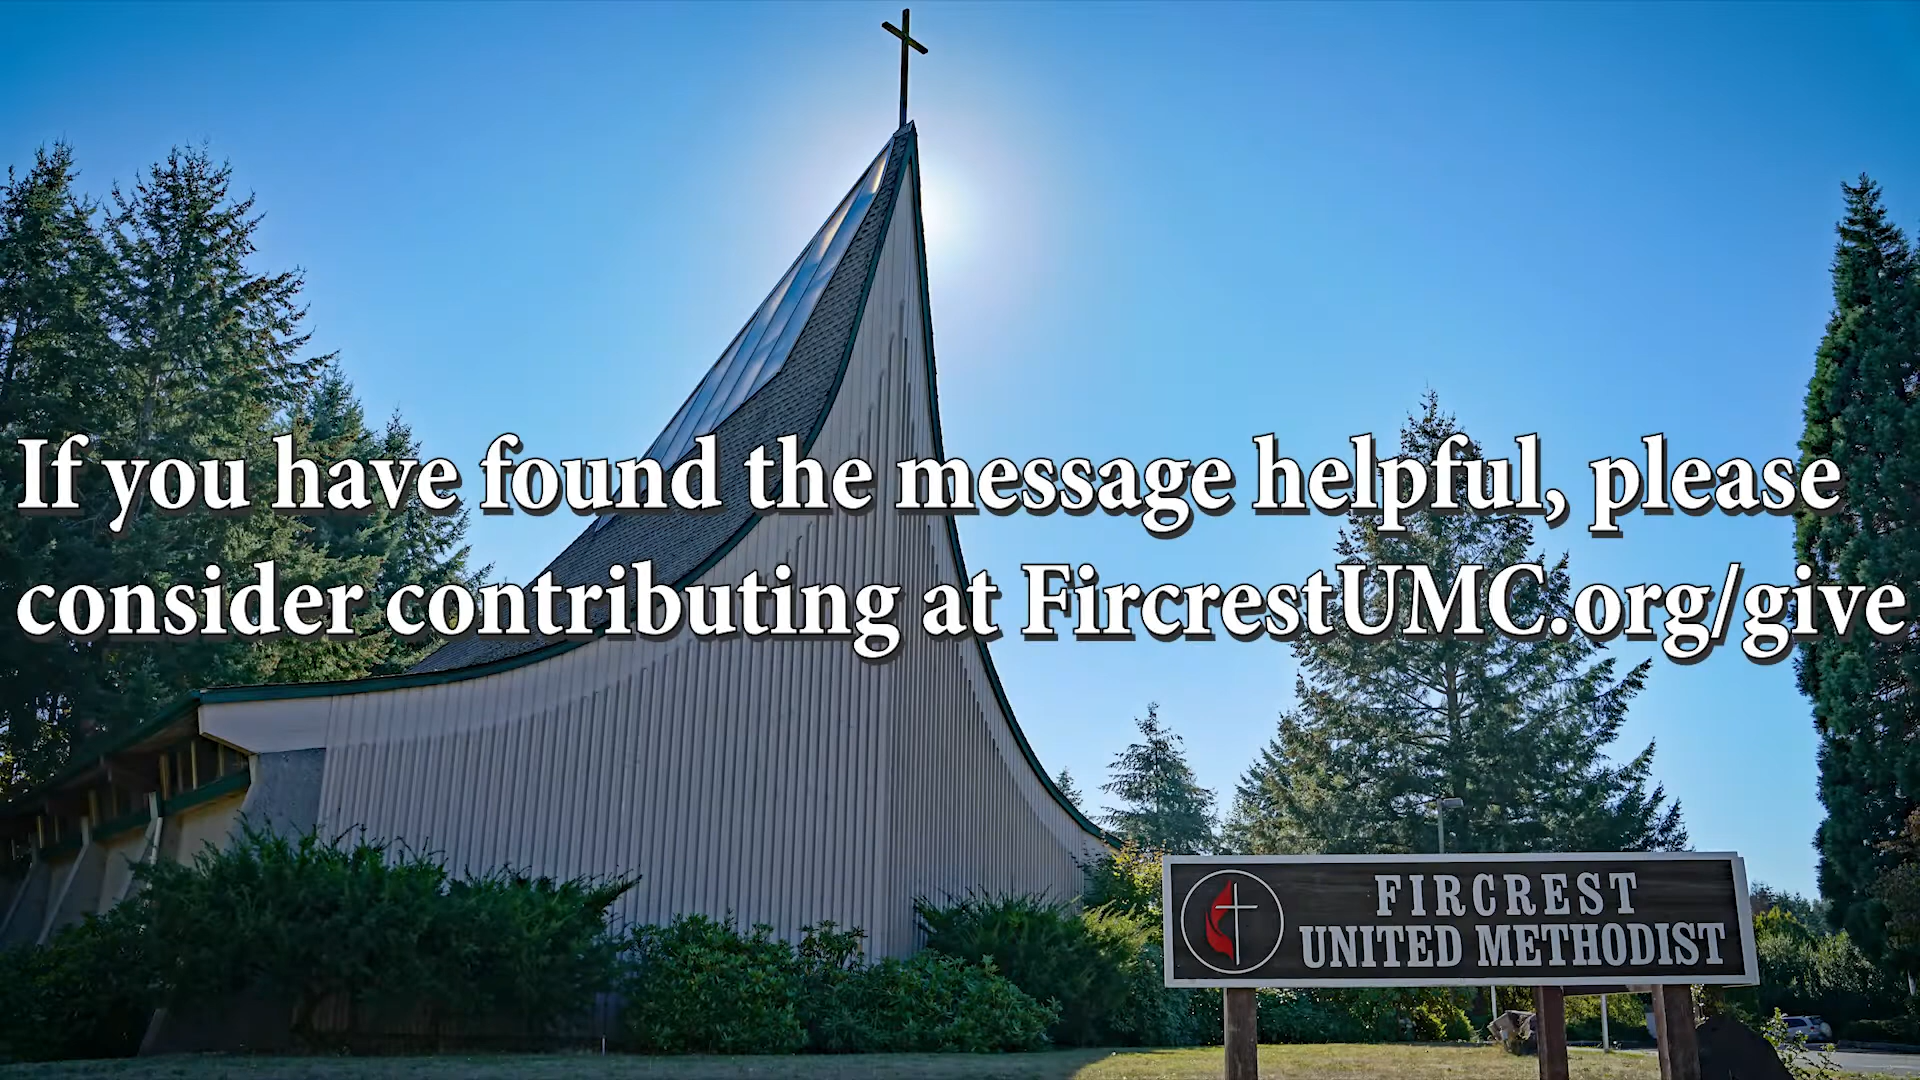 If you have found the message helpful, please
consider contributing at FircrestUMC.org/give
FIRCREST
UNITED METHODIST